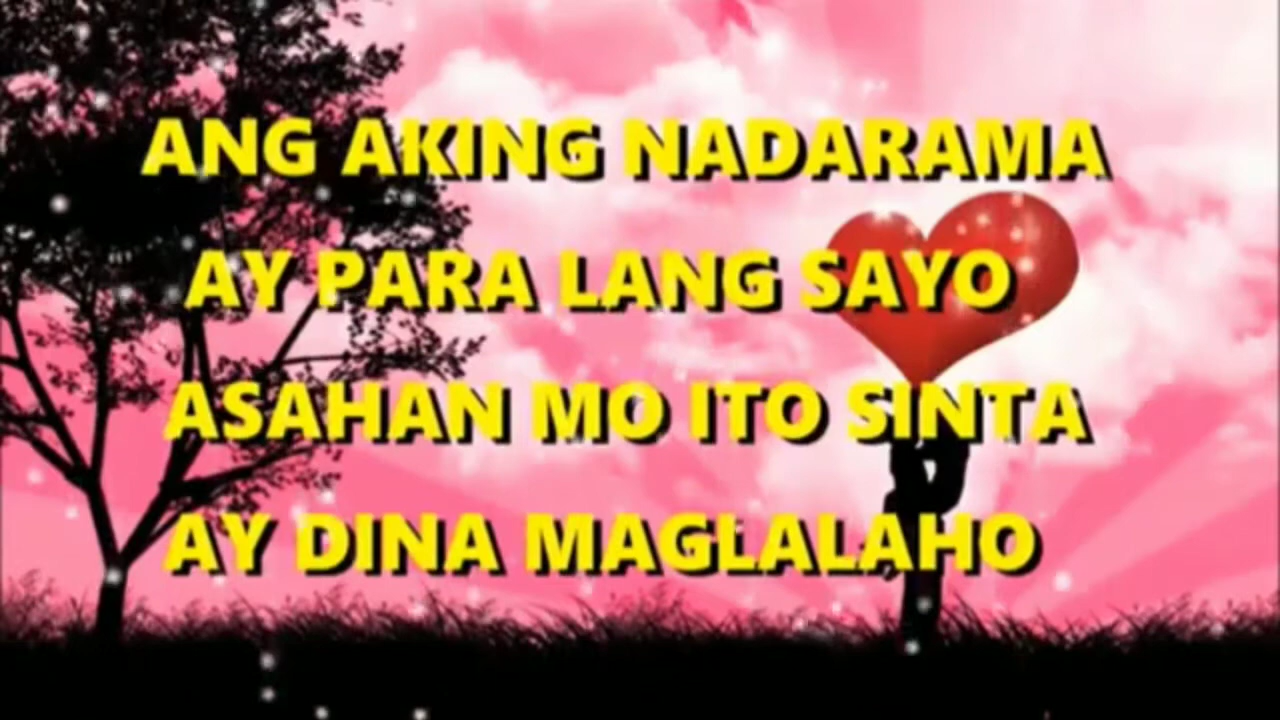 ANG AKING NADARAMA
AY PARA LANG SAYO
ASAHAN MO ITO SINTA
AY DINA MAGLALAHO